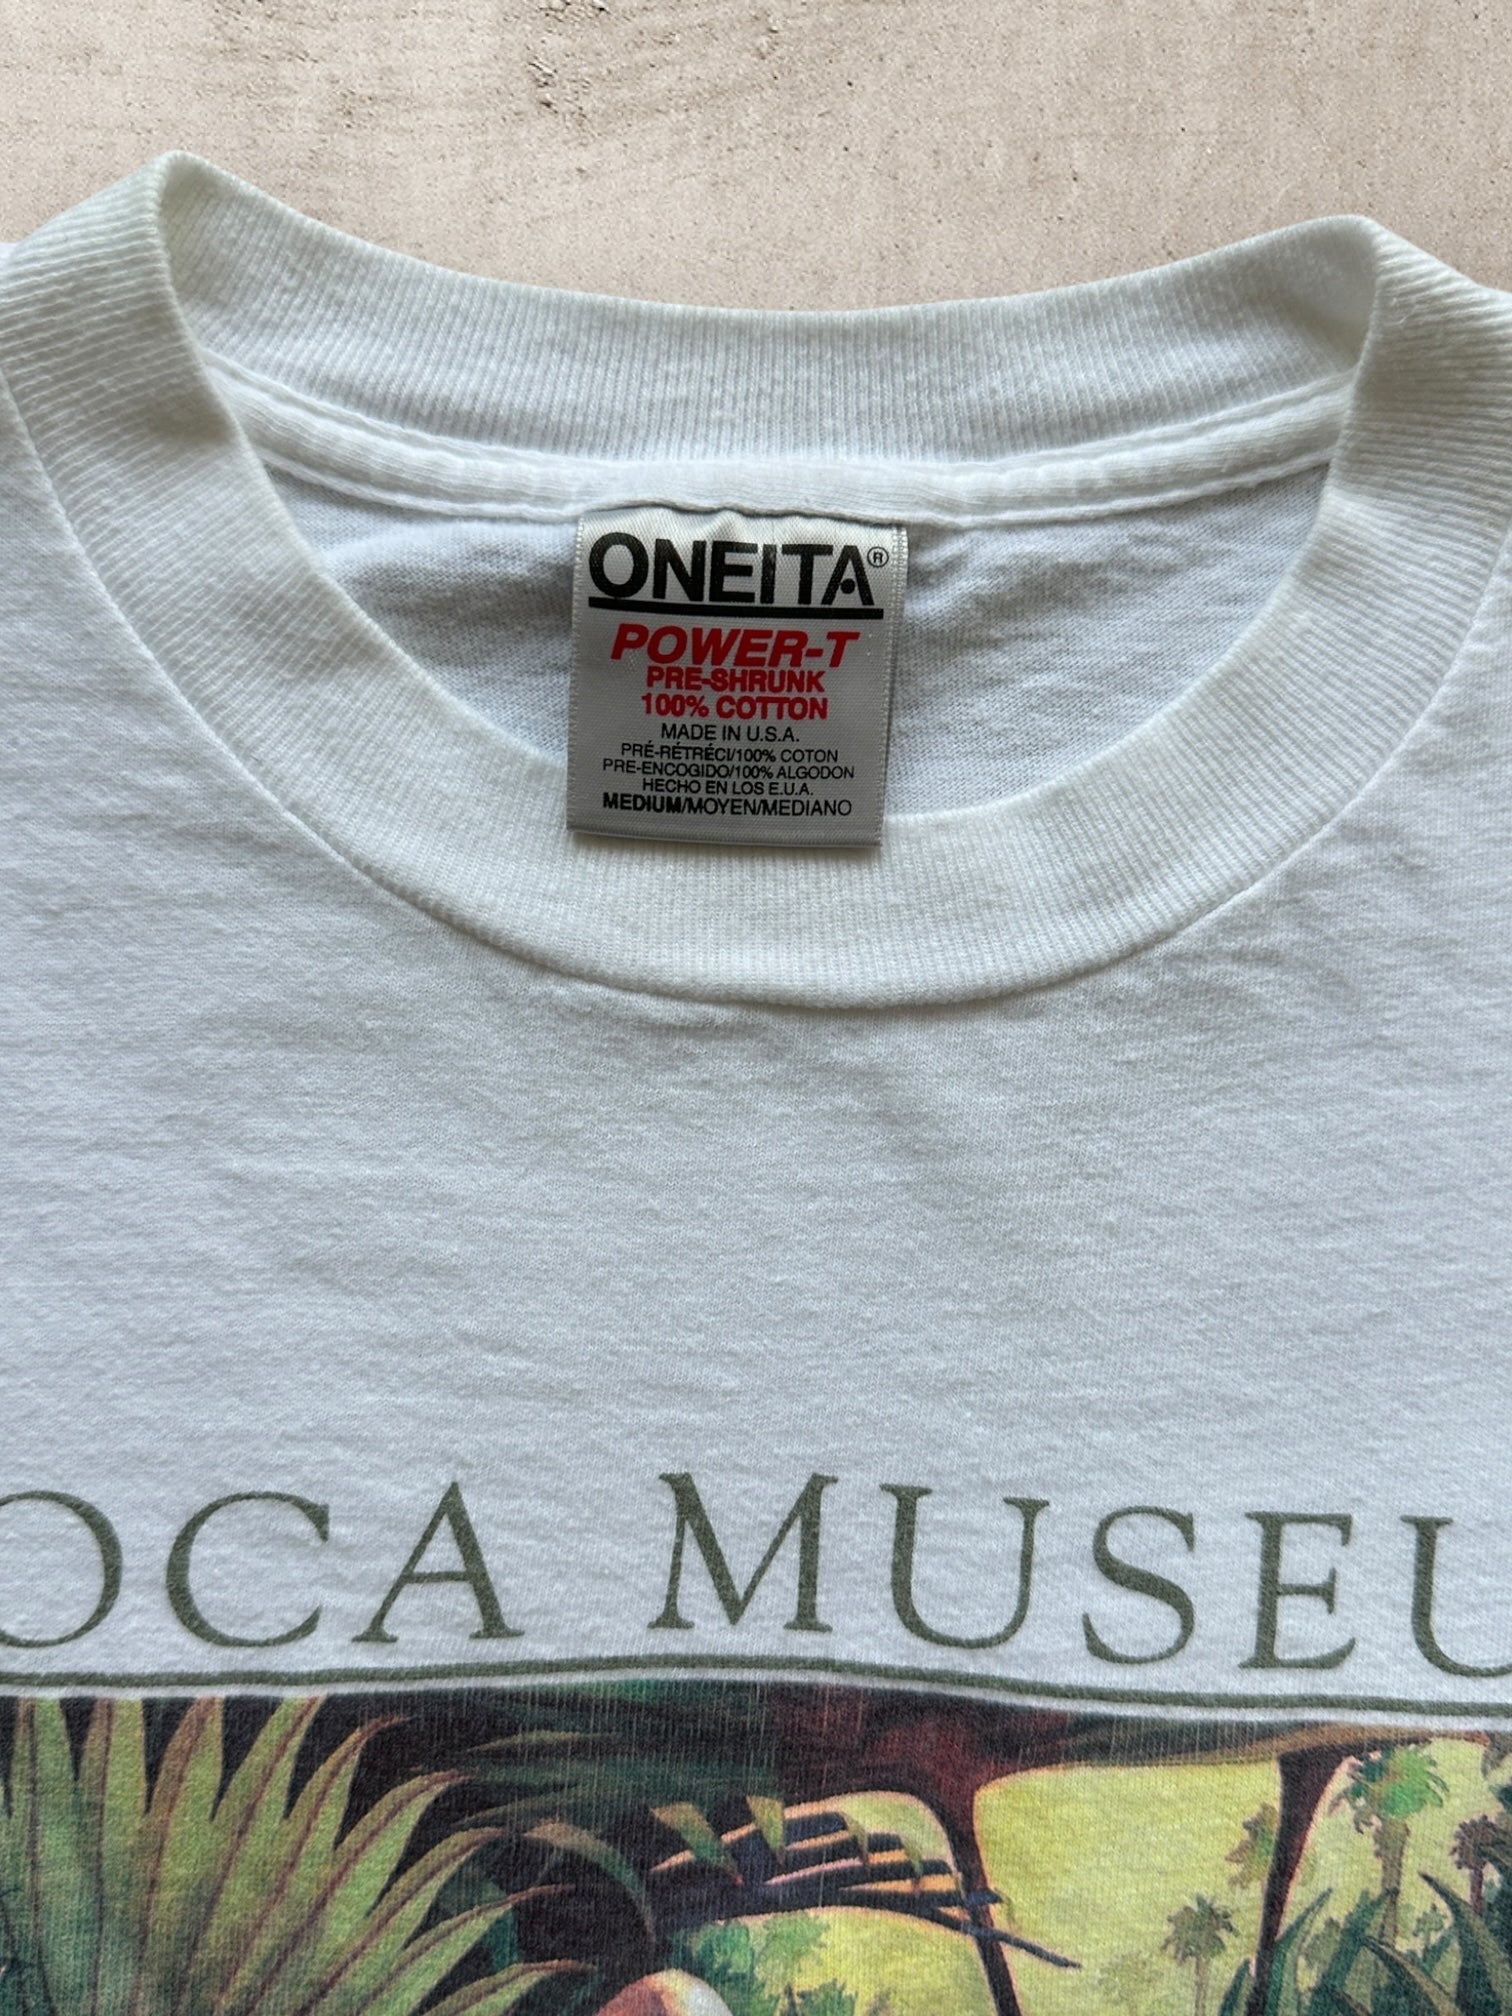 ONEITA®
POWER-T
PRE-SHRUNK
100% COTTON
MADE IN U.S.A.
PRÉ-RÉTRÉCI/100% COTON
PRE-ENCOGIDO/100% ALGODON
HECHO EN LOS E.U.A.
MEDIUM/MOYEN/MEDIANO
OCA MUSEU